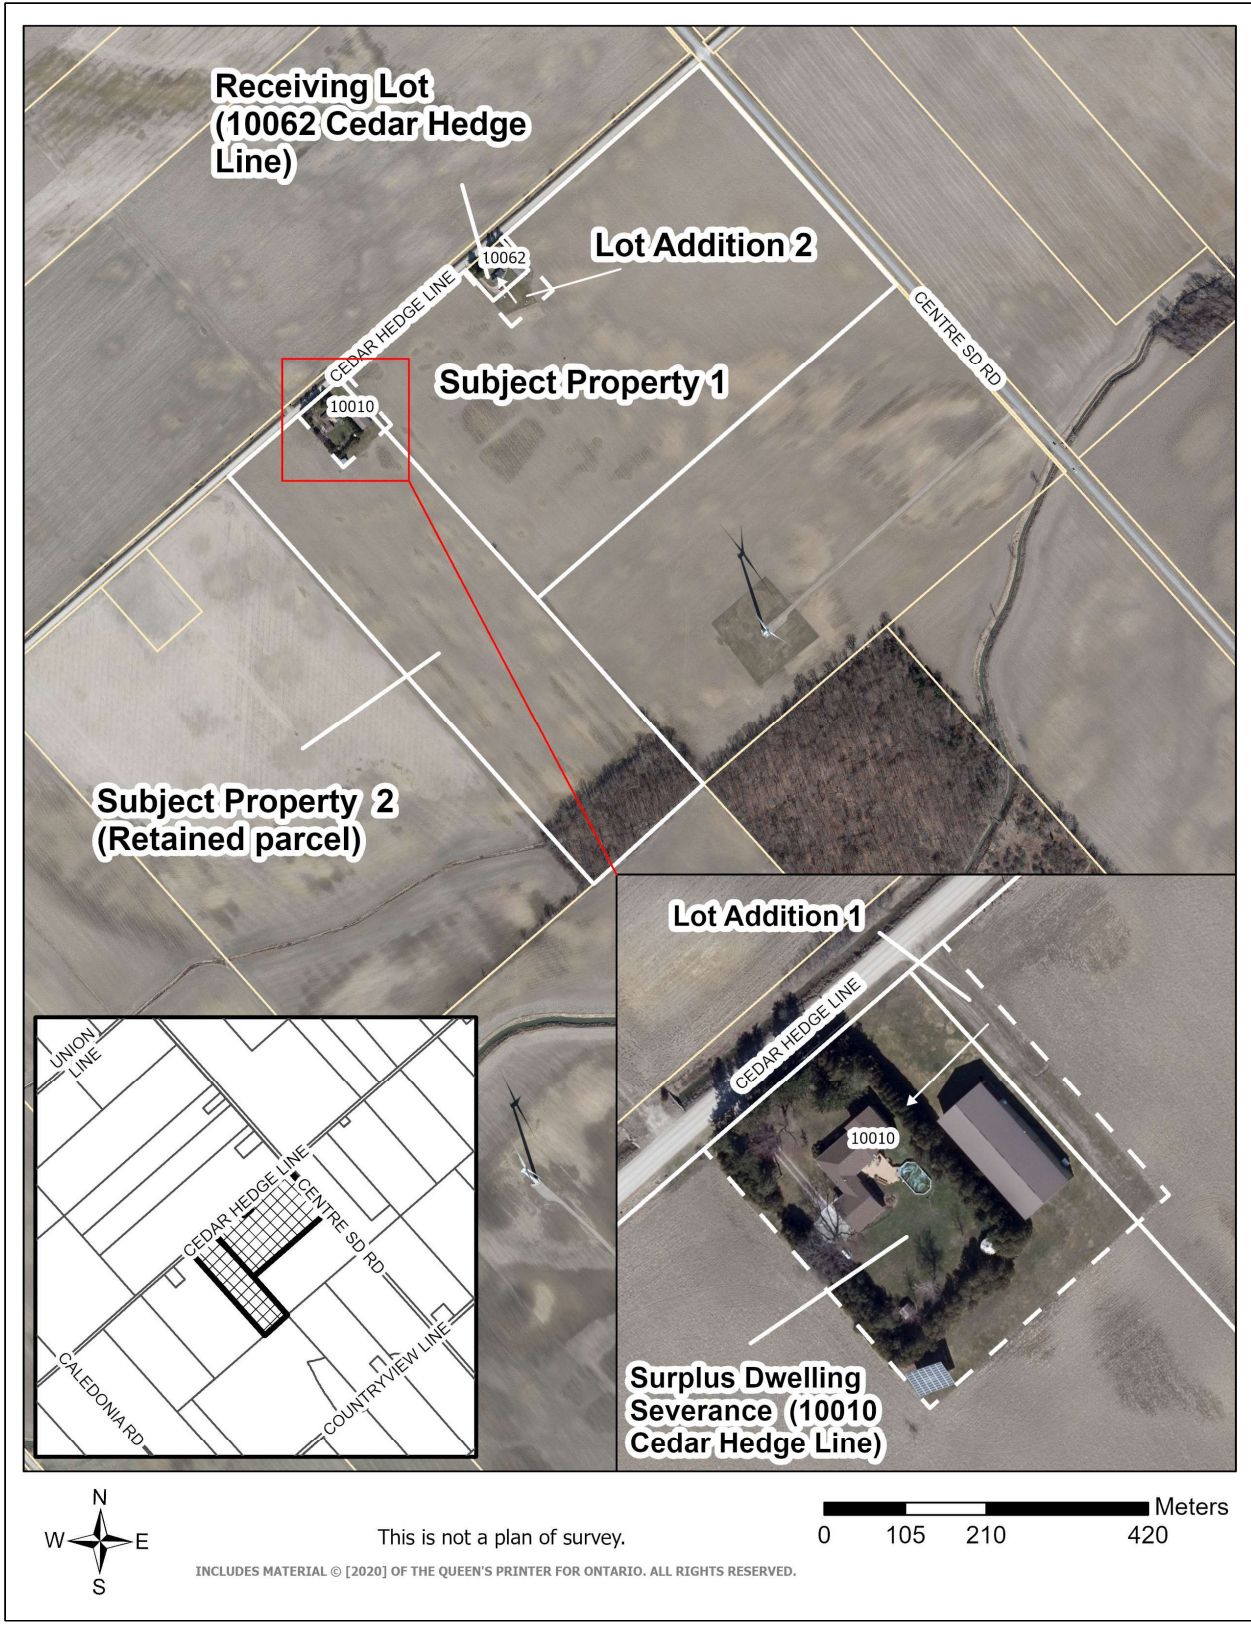 Receiving Lot
(10062 Cedar Hedge
Line)
10062
Lot Addition 2
CEDAR HEDGE LINE
CENTRE SD RD
Subject Property 1
10010
Subject Property 2
(Retained parcel)
Lot Addition 1
CEDAR HEDGE LINE
10010
Surplus Dwelling
Severance (10010
Cedar Hedge Line)
UNION
LINE
CEDAR HEDGE LINE
CENTRE SD RD
CALEDONIA RD
COUNTRYVIEW LINE
N
W E
S
This is not a plan of survey.
INCLUDES MATERIAL © [2020] OF THE QUEEN'S PRINTER FOR ONTARIO. ALL RIGHTS RESERVED.
Meters
0 105 210 420